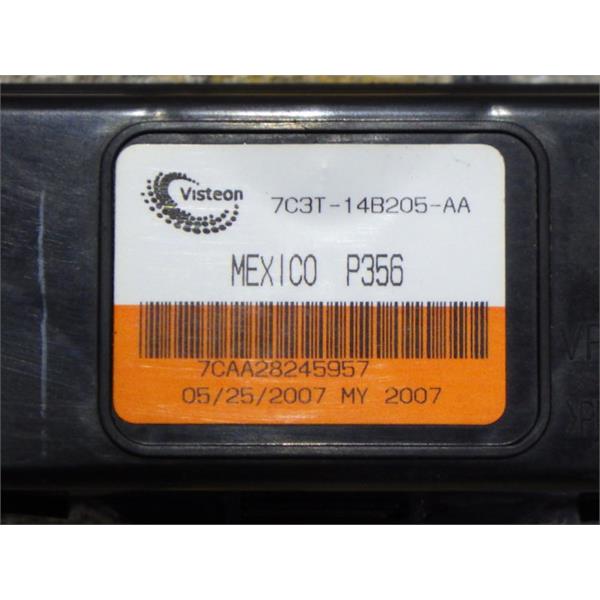 Visteon
7C3T-14B205-AA
MEXICO P356
7CAA28245957
05/25/2007 MY 2007